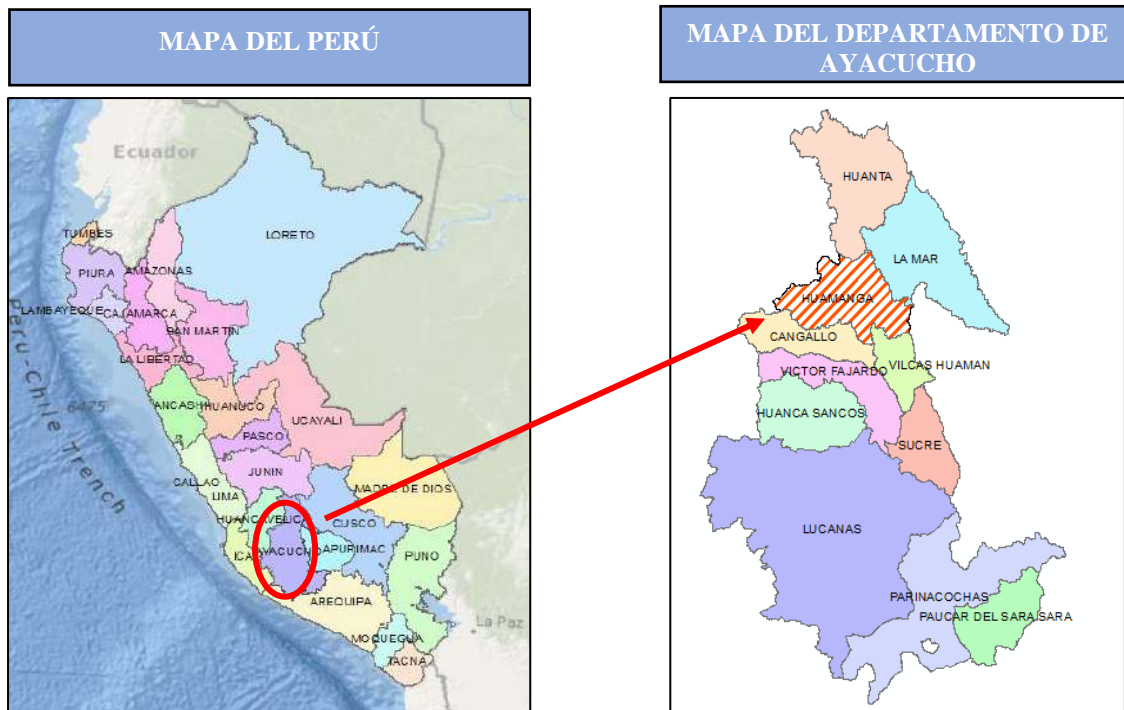 MAPA DEL PERÚ
MAPA DEL DEPARTAMENTO DE
AYACUCHO
Ecuador
TUMBES
LORETO
PIURA
AMAZONAS
LAMBAYEQUE
CAJAMARCA
SAN MARTIN
LA LIBERTAD
Peru-Chile Trench
6475
ANCASH
HUANUCO
UCAYALI
PASCO
JUNIN
CALLAO
LIMA
MADRE DE DIOS
HUANCAVELICA
CUSCO
ICA
AYACUCHO
APURIMAC
PUNO
AREQUIPA
La Paz
MOQUEGUA
TACNA
HUANTA
LA MAR
HUAMANGA
CANGALLO
VICTOR FAJARDO
VILCAS HUAMAN
HUANCA SANCOS
SUCRE
LUCANAS
PARINACOCHAS
PAUCAR DEL SARA SARA